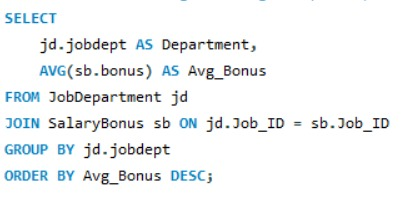 SELECT
jd.jobdept AS Department,
AVG(sb.bonus) AS Avg_Bonus
FROM JobDepartment jd
JOIN SalaryBonus sb ON jd.Job_ID = sb.Job_ID
GROUP BY jd.jobdept
ORDER BY Avg_Bonus DESC;